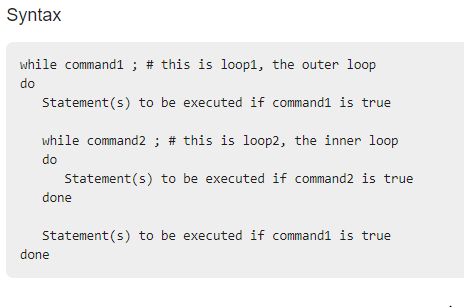 Syntax
while command1 ; # this is loop1, the outer loop
do
   Statement(s) to be executed if command1 is true
   while command2 ; # this is loop2, the inner loop
   do
      Statement(s) to be executed if command2 is true
   done
   Statement(s) to be executed if command1 is true
done